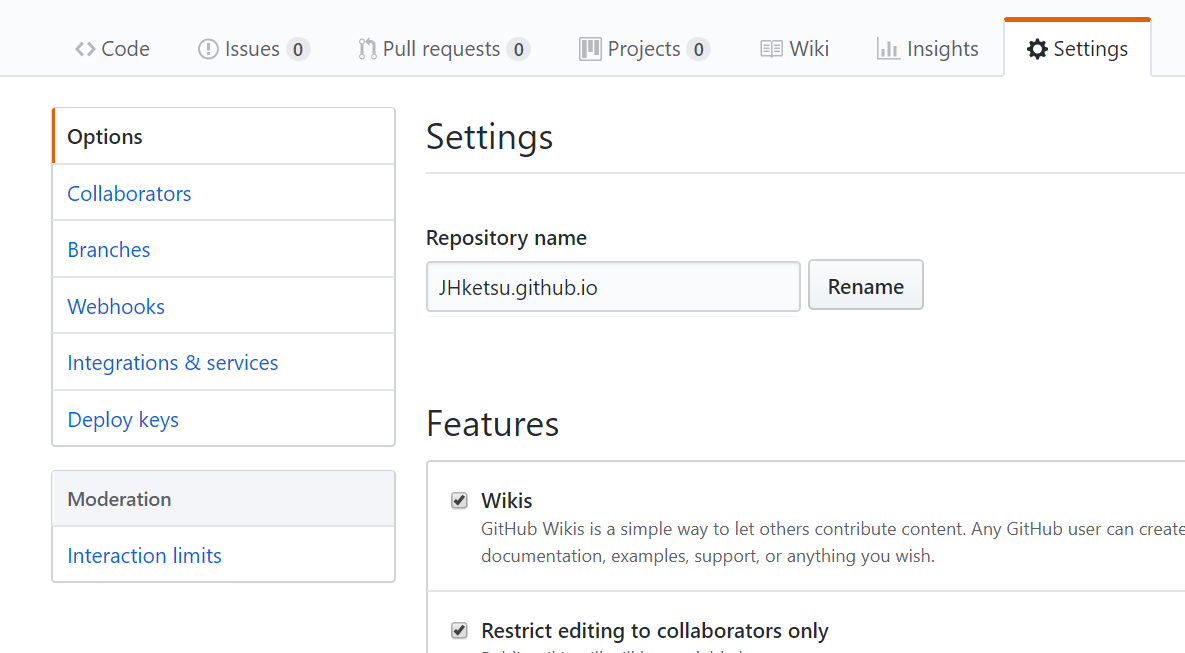 Code Issues 0 Pull requests 0 Projects 0 Wiki Insights Settings
Options
Collaborators
Branches
Webhooks
Integrations & services
Deploy keys
Moderation
Interaction limits
Settings
Repository name
JHketsu.github.io Rename
Features
Wikis
GitHub Wikis is a simple way to let others contribute content. Any GitHub user can create
documentation, examples, support, or anything you wish.
Restrict editing to collaborators only